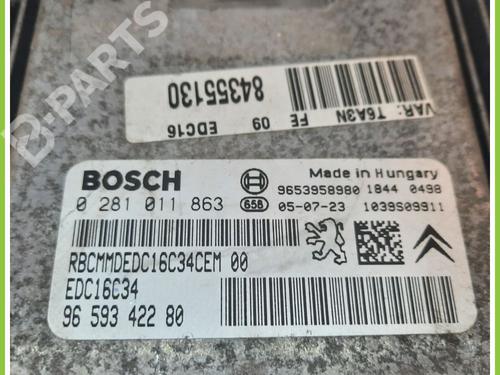 B-PARTS
84355130
VAR: T6A3N FE 09 EDC16
BOSCH
Made in Hungary
0 281 011 863
9653958980 1844 0498
658 05-07-23 1039S09911
RBCMMDEDC16C34CEM 00
EDC16C34
96 593 422 80